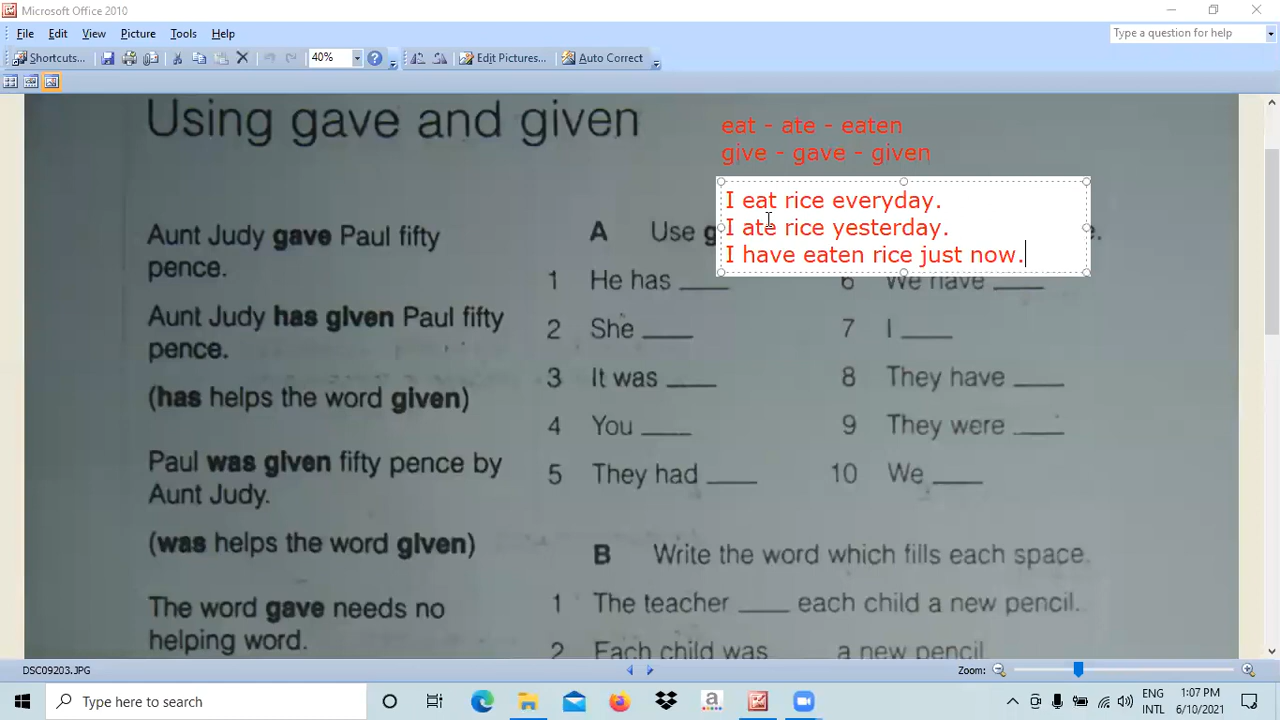 Microsoft Office 2010
File Edit View Picture Tools Help
Type a question for help
Shortcuts...
40%
Edit Pictures...
Auto Correct
Using gave and given
eat - ate - eaten
give - gave - given
I eat rice everyday.
I ate rice yesterday.
I have eaten rice just now.
Aunt Judy gave Paul fifty
pence.
Aunt Judy has given Paul fifty
pence.
(has helps the word given)
Paul was given fifty pence by
Aunt Judy.
(was helps the word given)
The word gave needs no
helping word.
A Use
1 He has ____
2 She ____
3 It was ____
4 You ____
5 They had ____
6 We have ____
7 I ____
8 They have ____
9 They were ____
10 We ____
B Write the word which fills each space.
1 The teacher ____ each child a new pencil.
2 Each child was a new pencil
DSC09203.JPG
Zoom:
Type here to search
ENG
INTL
1:07 PM
6/10/2021